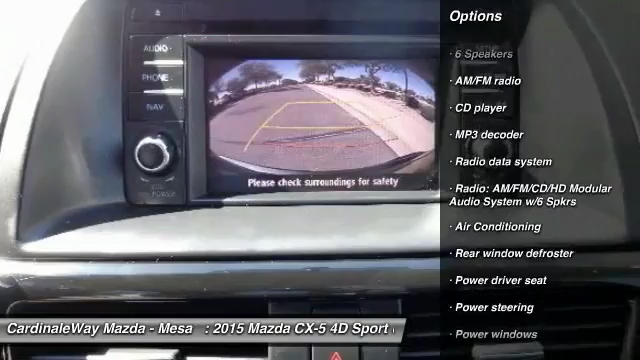 Options
· 6 Speakers
· AM/FM radio
· CD player
· MP3 decoder
· Radio data system
· Radio: AM/FM/CD/HD Modular
Audio System w/6 Spkrs
· Air Conditioning
· Rear window defroster
· Power driver seat
· Power steering
· Power windows
AUDIO
PHONE
NAV
POWER
Please check surroundings for safety
CardinaleWay Mazda - Mesa : 2015 Mazda CX-5 4D Sport